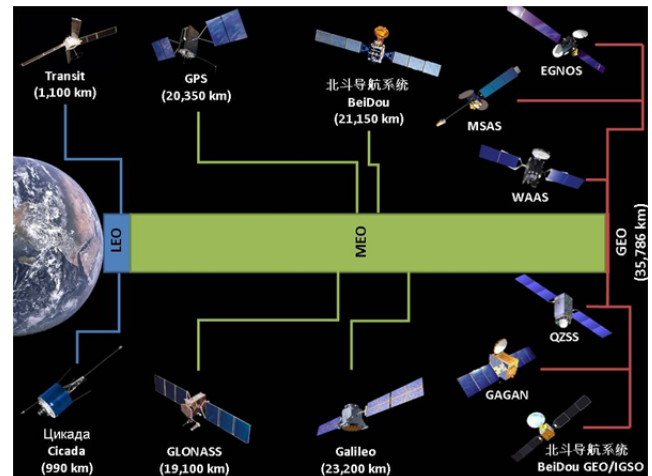 Transit
(1,100 km)
GPS
(20,350 km)
北斗导航系统
BeiDou
(21,150 km)
EGNOS
MSAS
WAAS
LEO
MEO
GEO
(35,786 km)
QZSS
GAGAN
Цикада
Cicada
(990 km)
GLONASS
(19,100 km)
Galileo
(23,200 km)
北斗导航系统
BeiDou GEO/IGSO